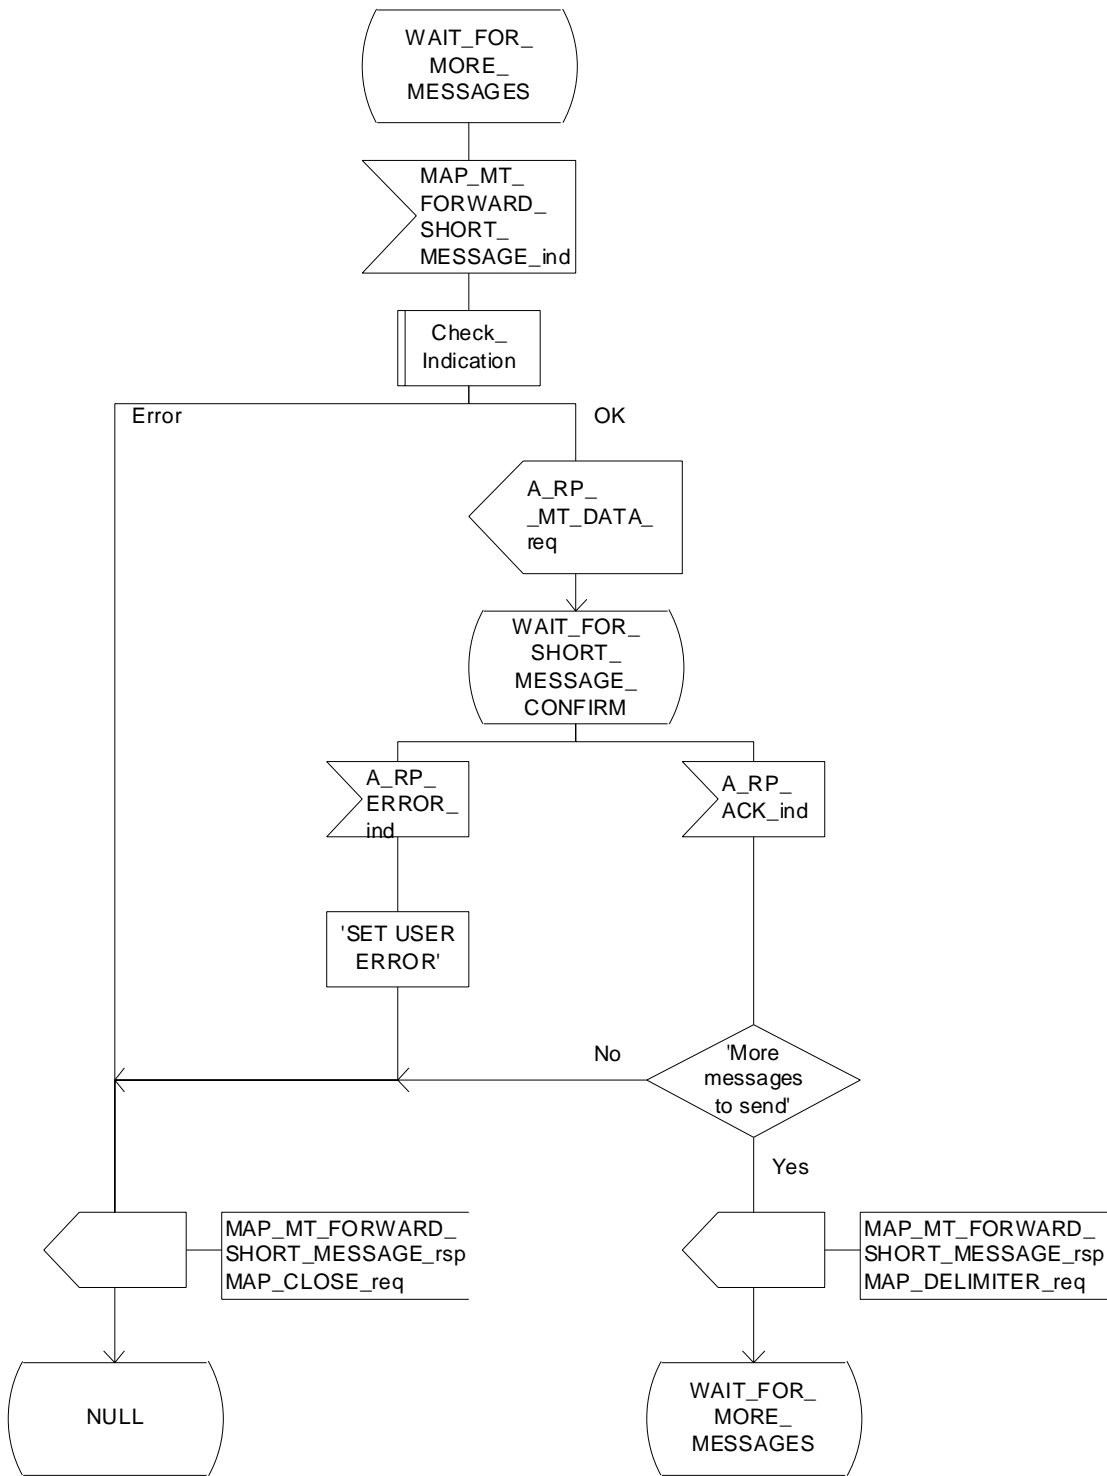 WAIT_FOR_
MORE_
MESSAGES
MAP_MT_
FORWARD_
SHORT_
MESSAGE_ind
Check_
Indication
Error
OK
A_RP_
_MT_DATA_
req
WAIT_FOR_
SHORT_
MESSAGE_
CONFIRM
A_RP_
ERROR_
ind
A_RP_
ACK_ind
'SET USER
ERROR'
No
'More
messages
to send'
Yes
MAP_MT_FORWARD_
SHORT_MESSAGE_rsp
MAP_CLOSE_req
MAP_MT_FORWARD_
SHORT_MESSAGE_rsp
MAP_DELIMITER_req
NULL
WAIT_FOR_
MORE_
MESSAGES